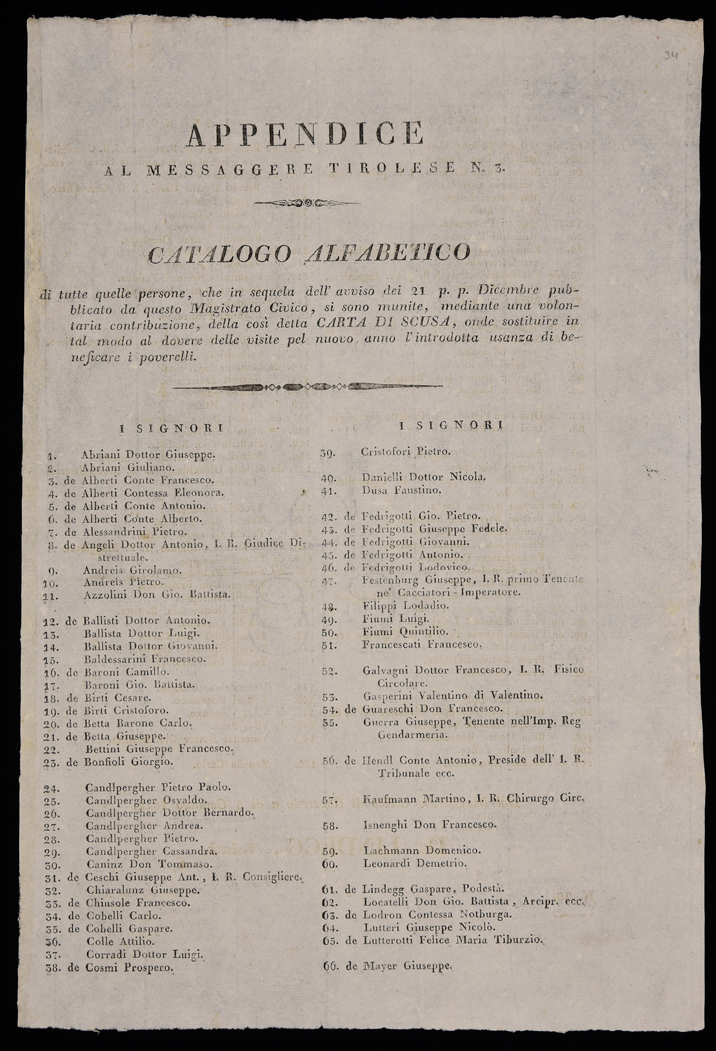 34
APPENDICE
AL MESSAGGERE TIROLESE N. 3.
CATALOGO ALFABETICO
di tutte quelle persone, che in sequela dell' avviso dei 21 p. p. Dicembre pub-
blicato da questo Magistrato Civico, si sono munite, mediante una volon-
taria contribuzione, della così detta CARTA DI SCUSA, onde sostituire in
tal modo al dovere delle visite pel nuovo anno l'introdotta usanza di be-
neficare i poverelli.
I SIGNORI
1. Abriani Dottor Giuseppe.
2. Abriani Giuliano.
3. de Alberti Conte Francesco.
4. de Alberti Contessa Eleonora.
5. de Alberti Conte Antonio.
6. de Alberti Conte Alberto.
7. de Alessandrini Pietro.
8. de Angeli Dottor Antonio, I. R. Giudice Di-
strettuale.
9. Andreis Girolamo.
10. Andreis Pietro.
11. Azzolini Don Gio. Battista.
12. de Ballisti Dottor Antonio.
13. Ballista Dottor Luigi.
14. Ballista Dottor Giovanni.
15. Baldessarini Francesco.
16. de Baroni Camillo.
17. Baroni Gio. Battista.
18. de Birti Cesare.
19. de Birti Cristoforo.
20. de Betta Barone Carlo.
21. de Betta Giuseppe.
22. Bettini Giuseppe Francesco.
23. de Bonfioli Giorgio.
24. Candlpergher Pietro Paolo.
25. Candlpergher Osvaldo.
26. Candlpergher Dottor Bernardo.
27. Candlpergher Andrea.
28. Candlpergher Pietro.
29. Candlpergher Cassandra.
30. Caninz Don Tommaso.
31. de Ceschi Giuseppe Ant., I. R. Consigliere.
32. Chiaralunz Giuseppe.
33. de Chiusole Francesco.
34. de Cobelli Carlo.
35. de Cobelli Gaspare.
36. Colle Attilio.
37. Corradi Dottor Luigi.
38. de Cosmi Prospero.
I SIGNORI
39. Cristofori Pietro.
40. Danielli Dottor Nicola.
41. Dusa Faustino.
42. de Fedrigotti Gio. Pietro.
43. de Fedrigotti Giuseppe Fedele.
44. de Fedrigotti Giovanni.
45. de Fedrigotti Antonio.
46. de Fedrigotti Lodovico.
47. Festenburg Giuseppe, I. R. primo Tenente
ne' Cacciatori - Imperatore.
48. Filippi Lodadio.
49. Fiumi Luigi.
50. Fiumi Quintilio.
51. Francescati Francesco.
52. Galvagni Dottor Francesco, I. R. Fisico
Circolare.
53. Gasperini Valentino di Valentino.
54. de Guareschi Don Francesco.
55. Guerra Giuseppe, Tenente nell'Imp. Reg
Gendarmeria.
56. de Hendl Conte Antonio, Preside dell' I. R.
Tribunale ecc.
57. Kaufmann Martino, I. R. Chirurgo Circ.
58. Isnenghi Don Francesco.
59. Lachmann Domenico.
60. Leonardi Demetrio.
61. de Lindegg Gaspare, Podestà.
62. Locatelli Don Gio. Battista, Arcipr. ecc.
63. de Lodron Contessa Notburga.
64. Lutteri Giuseppe Nicolò.
65. de Lutterotti Felice Maria Tiburzio.
66. de Mayer Giuseppe.